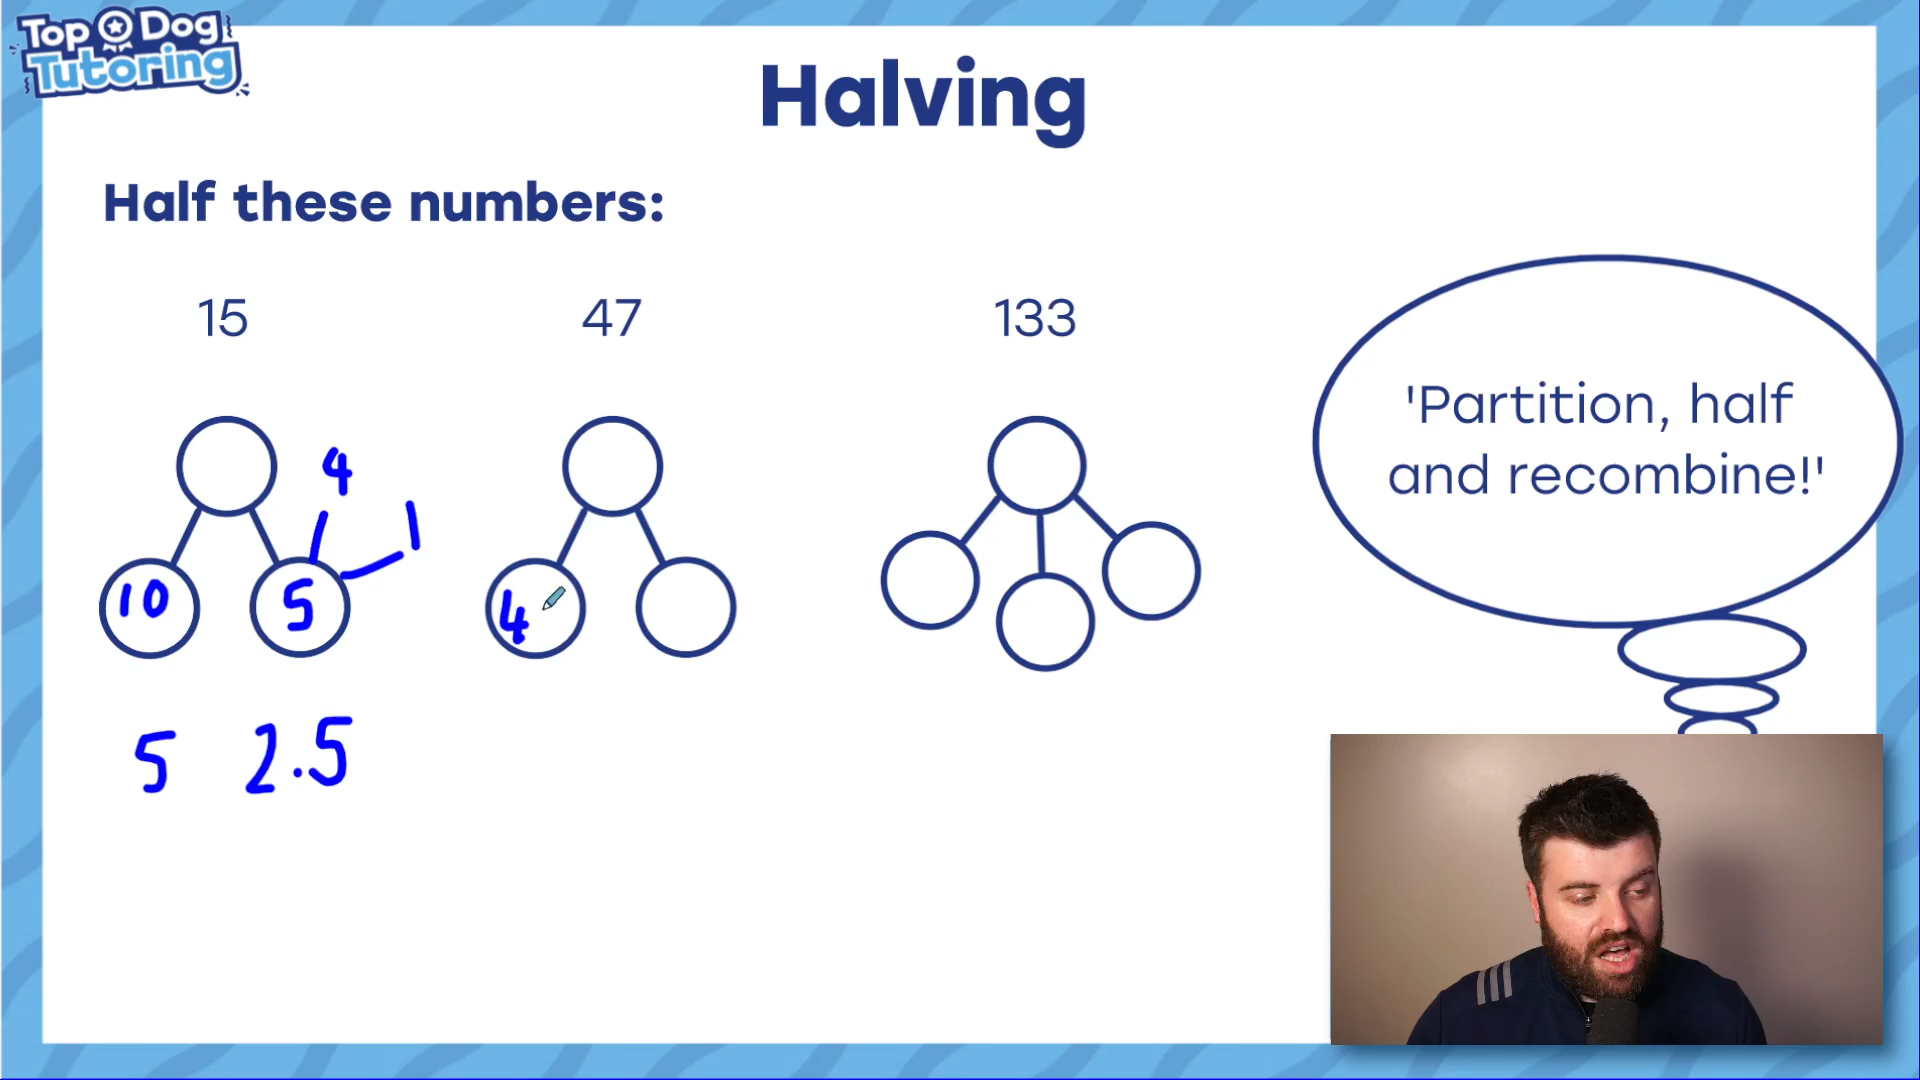 Top Dog
Tutoring
Halving
Half these numbers:
15
47
133
4
1
10
5
4
5
2.5
'Partition, half
and recombine!'